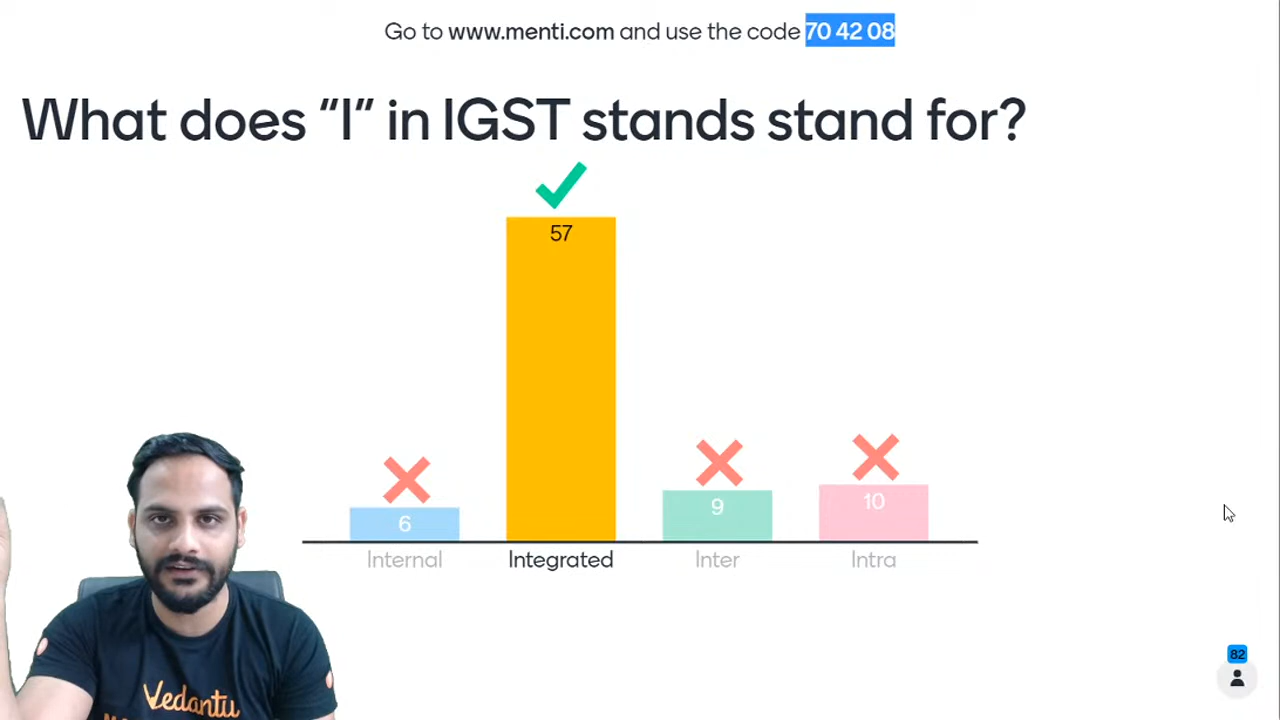 Go to www.menti.com and use the code 70 42 08
What does “I” in IGST stands stand for?
57
6
9
10
Internal
Integrated
Inter
Intra
82
Vedantu